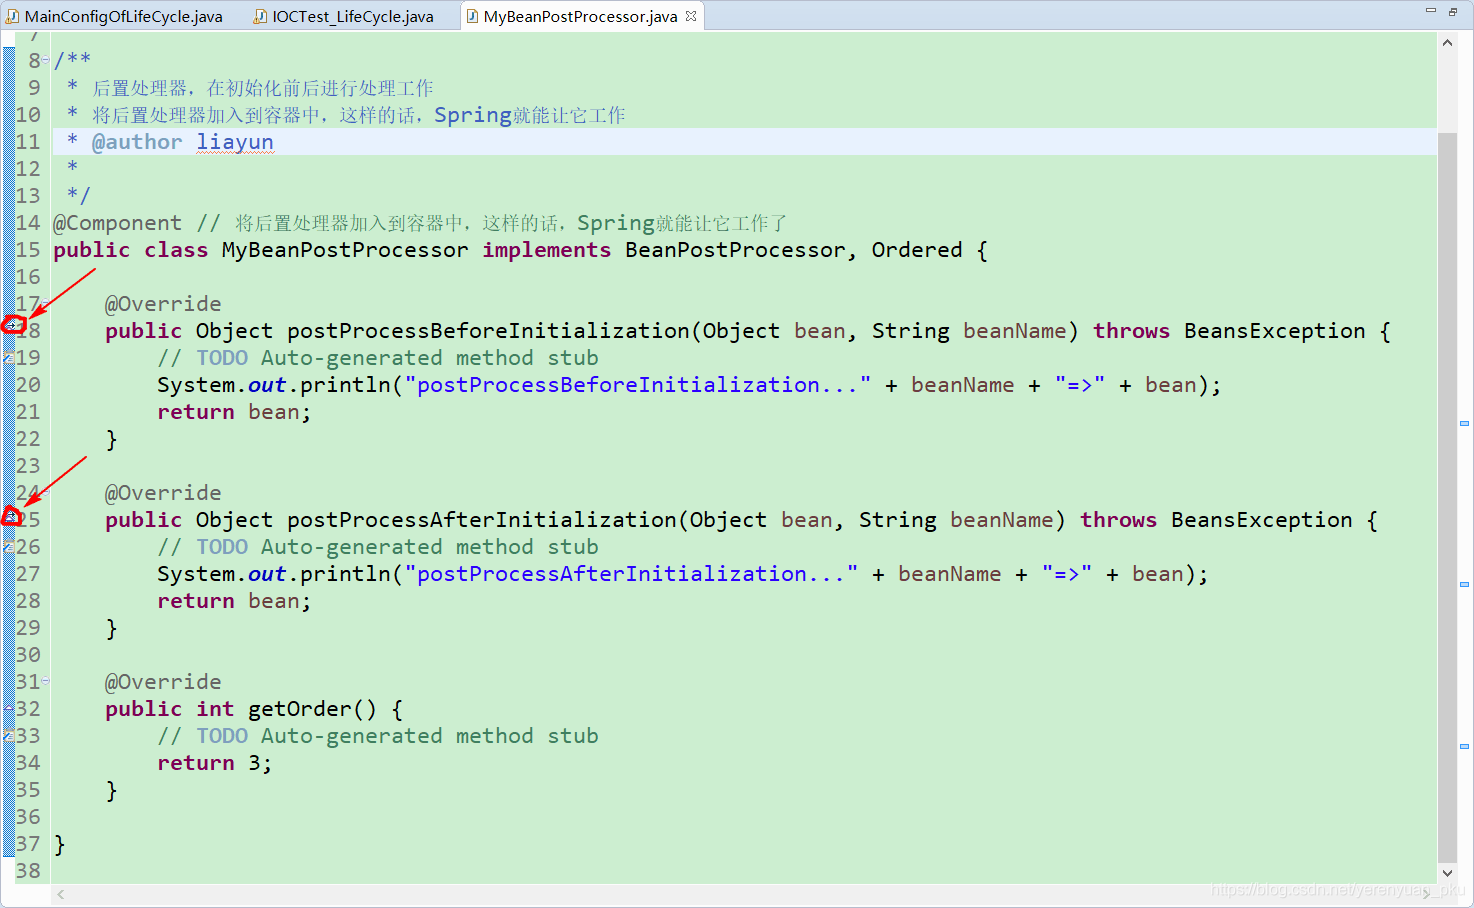 MainConfigOfLifeCycle.java IOCTest_LifeCycle.java MyBeanPostProcessor.java
7
8 /**
9 * 后置处理器，在初始化前后进行处理工作
10 * 将后置处理器加入到容器中，这样的话，Spring就能让它工作
11 * @author liayun
12 *
13 */
14 @Component // 将后置处理器加入到容器中，这样的话，Spring就能让它工作了
15 public class MyBeanPostProcessor implements BeanPostProcessor, Ordered {
16
17 @Override
18 public Object postProcessBeforeInitialization(Object bean, String beanName) throws BeansException {
19 // TODO Auto-generated method stub
20 System.out.println("postProcessBeforeInitialization..." + beanName + "=>" + bean);
21 return bean;
22 }
23
24 @Override
25 public Object postProcessAfterInitialization(Object bean, String beanName) throws BeansException {
26 // TODO Auto-generated method stub
27 System.out.println("postProcessAfterInitialization..." + beanName + "=>" + bean);
28 return bean;
29 }
30
31 @Override
32 public int getOrder() {
33 // TODO Auto-generated method stub
34 return 3;
35 }
36
37 }
38
https://blog.csdn.net/yerenyuan_pku